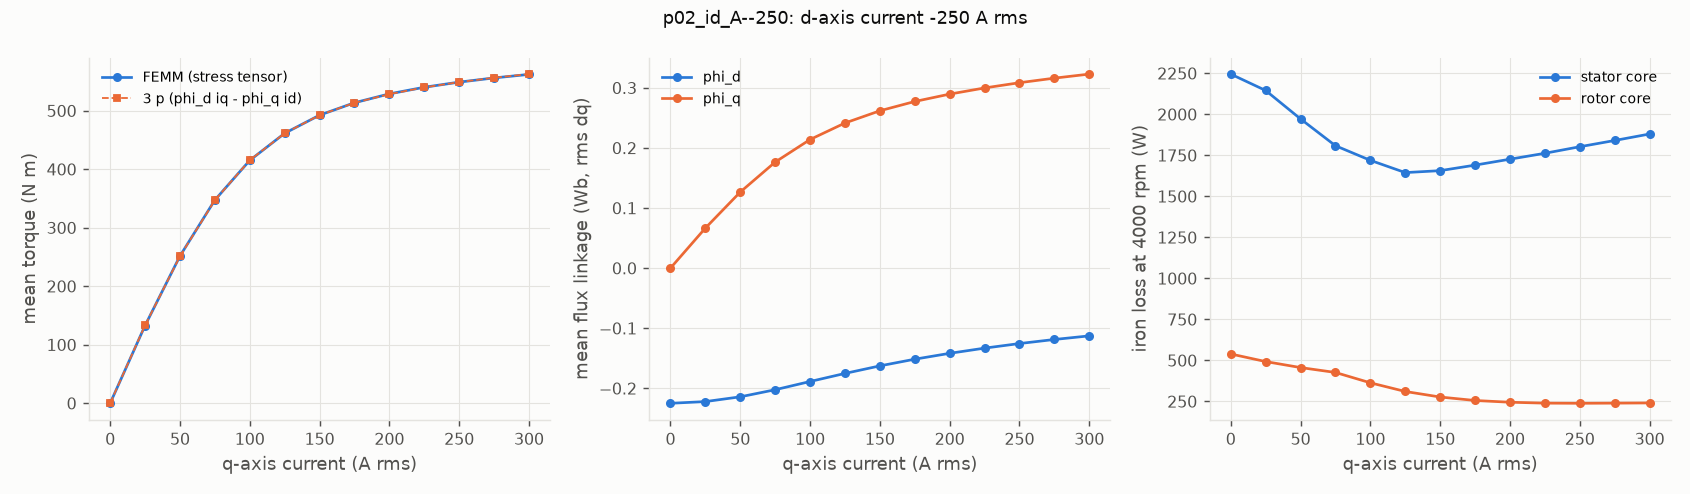 p02_id_A--250: d-axis current -250 A rms
mean torque (N m)
500
400
300
200
100
0
FEMM (stress tensor)
3 p (phi_d iq - phi_q id)
0 50 100 150 200 250 300
q-axis current (A rms)
mean flux linkage (Wb, rms dq)
0.3
0.2
0.1
0.0
−0.1
−0.2
phi_d
phi_q
0 50 100 150 200 250 300
q-axis current (A rms)
iron loss at 4000 rpm (W)
2250
2000
1750
1500
1250
1000
750
500
250
stator core
rotor core
0 50 100 150 200 250 300
q-axis current (A rms)